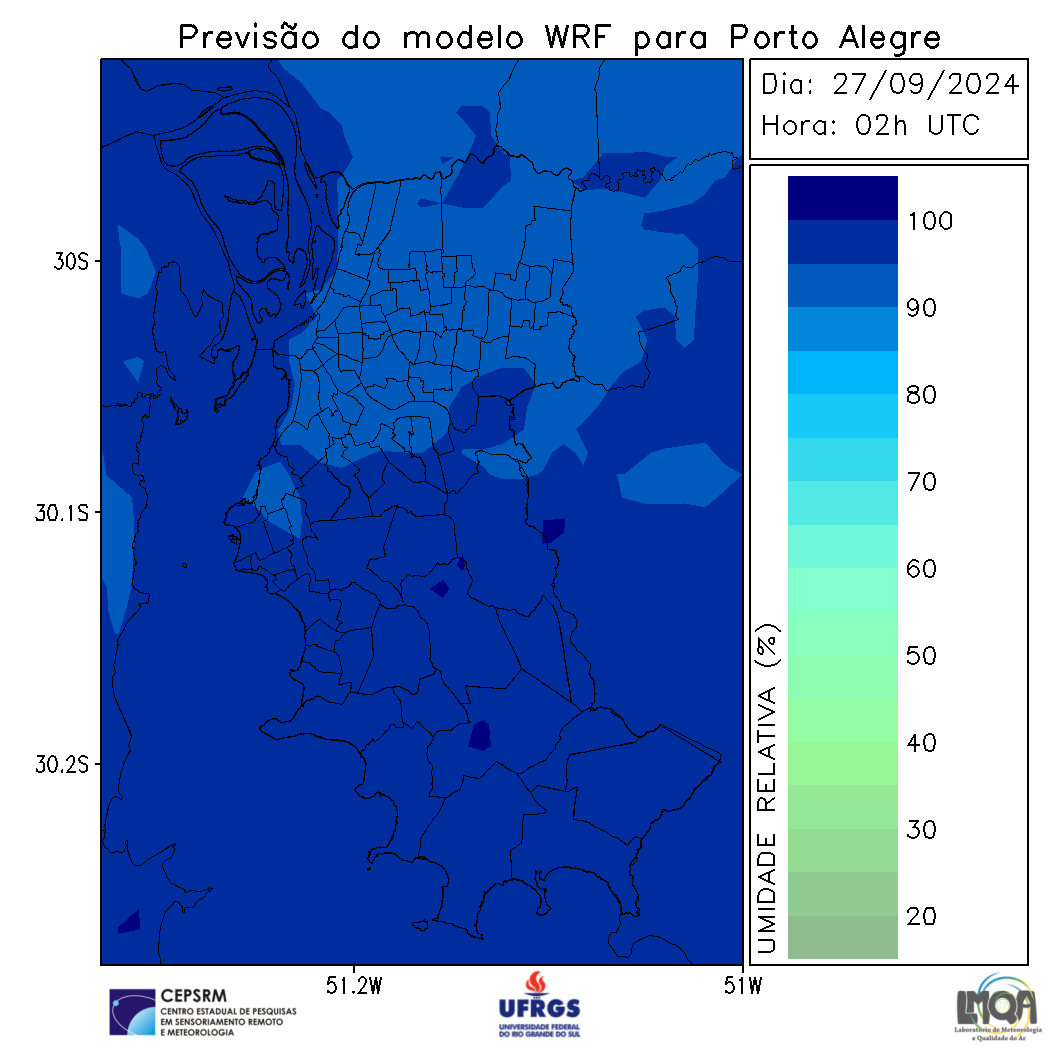 Previsão do modelo WRF para Porto Alegre
Dia: 27/09/2024
Hora: 02h UTC
30S
30.1S
30.2S
51.2W
51W
UMIDADE RELATIVA (%)
100
90
80
70
60
50
40
30
20
CEPSRM
CENTRO ESTADUAL DE PESQUISAS
EM SENSORIAMENTO REMOTO
E METEOROLOGIA
UFRGS
UNIVERSIDADE FEDERAL
DO RIO GRANDE DO SUL
LMQA
Laboratório de Meteorologia
e Qualidade do Ar